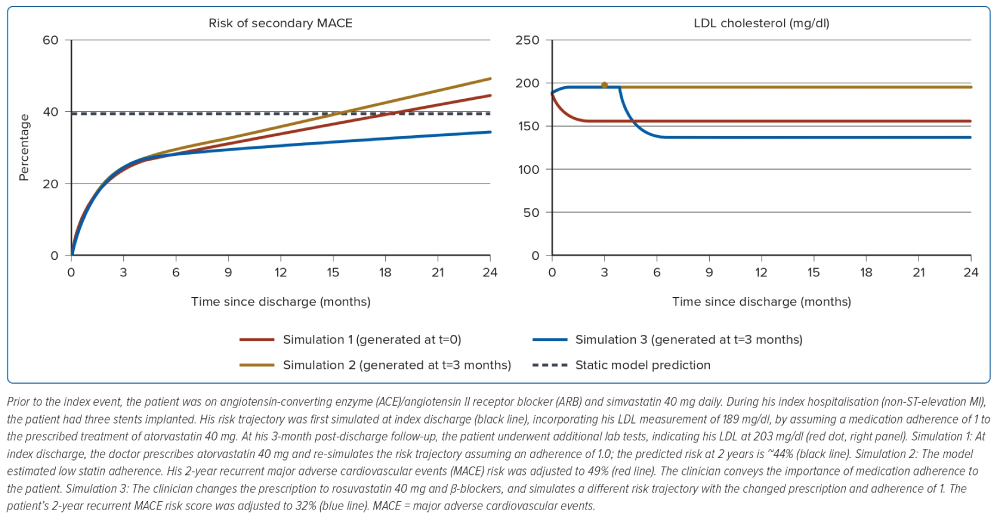 Risk of secondary MACE
60
40
20
0
Percentage
0 3 6 9 12 15 18 21 24
Time since discharge (months)
LDL cholesterol (mg/dl)
250
200
150
100
50
0
0 3 6 9 12 15 18 21 24
Time since discharge (months)
Simulation 1 (generated at t=0)
Simulation 3 (generated at t=3 months)
Simulation 2 (generated at t=3 months)
Static model prediction
Prior to the index event, the patient was on angiotensin-converting enzyme (ACE)/angiotensin II receptor blocker (ARB) and simvastatin 40 mg daily. During his index hospitalisation (non-ST-elevation MI),
the patient had three stents implanted. His risk trajectory was first simulated at index discharge (black line), incorporating his LDL measurement of 189 mg/dl, by assuming a medication adherence of 1 to
the prescribed treatment of atorvastatin 40 mg. At his 3-month post-discharge follow-up, the patient underwent additional lab tests, indicating his LDL at 203 mg/dl (red dot, right panel). Simulation 1: At
index discharge, the doctor prescribes atorvastatin 40 mg and re-simulates the risk trajectory assuming an adherence of 1.0; the predicted risk at 2 years is ~44% (black line). Simulation 2: The model
estimated low statin adherence. His 2-year recurrent major adverse cardiovascular events (MACE) risk was adjusted to 49% (red line). The clinician conveys the importance of medication adherence to
the patient. Simulation 3: The clinician changes the prescription to rosuvastatin 40 mg and β-blockers, and simulates a different risk trajectory with the changed prescription and adherence of 1. The
patient's 2-year recurrent MACE risk score was adjusted to 32% (blue line). MACE = major adverse cardiovascular events.